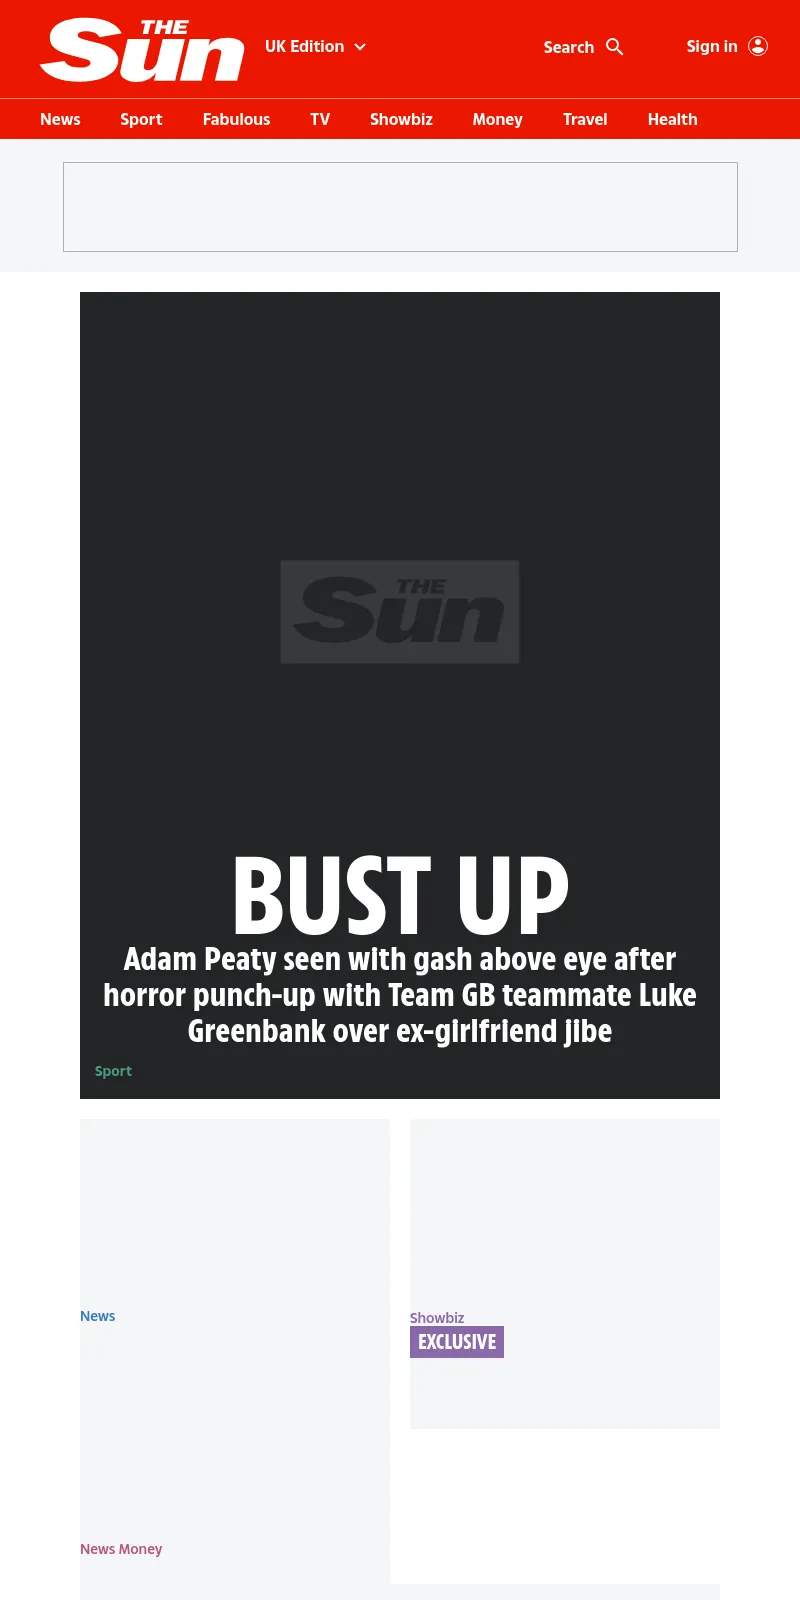 THE
Sun
UK Edition
Search
Sign in
News Sport Fabulous TV Showbiz Money Travel Health
THE
Sun
BUST UP
Adam Peaty seen with gash above eye after
horror punch-up with Team GB teammate Luke
Greenbank over ex-girlfriend jibe
Sport
News
Showbiz
EXCLUSIVE
News Money